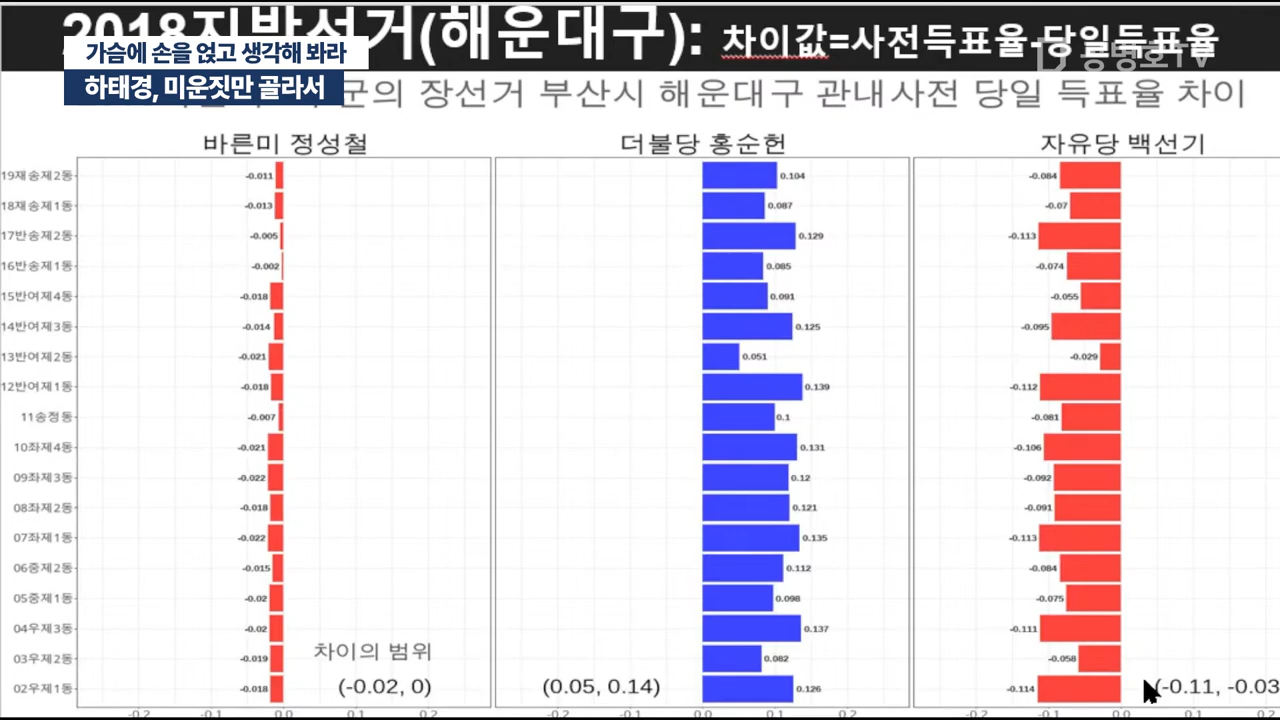 2018지방선거(해운대구): 차이값=사전득표율-당일득표율
가슴에 손을 얹고 생각해 봐라
하태경, 미운짓만 골라서
공병호TV
군의 장선거 부산시 해운대구 관내사전 당일 득표율 차이
바른미 정성철 더불당 홍순헌 자유당 백선기
19재송제2동 -0.011 0.104 -0.084
18재송제1동 -0.013 0.087 -0.07
17반송제2동 -0.005 0.129 -0.113
16반송제1동 -0.002 0.085 -0.074
15반여제4동 -0.018 0.091 -0.055
14반여제3동 -0.014 0.125 -0.095
13반여제2동 -0.021 0.051 -0.029
12반여제1동 -0.018 0.139 -0.112
11송정동 -0.007 0.1 -0.081
10좌제4동 -0.021 0.131 -0.106
09좌제3동 -0.022 0.12 -0.092
08좌제2동 -0.018 0.121 -0.091
07좌제1동 -0.022 0.135 -0.113
06중제2동 -0.015 0.112 -0.084
05중제1동 -0.02 0.098 -0.075
04우제3동 -0.02 0.137 -0.111
차이의 범위
03우제2동 -0.019 0.082 -0.058
02우제1동 -0.018 (-0.02, 0) (0.05, 0.14) 0.126 -0.114 (-0.11, -0.03
-0.2 -0.1 0.0 0.1 0.2 -0.2 -0.1 0.0 0.1 0.2 -0.2 -0.1 0.0 0.1 0.2